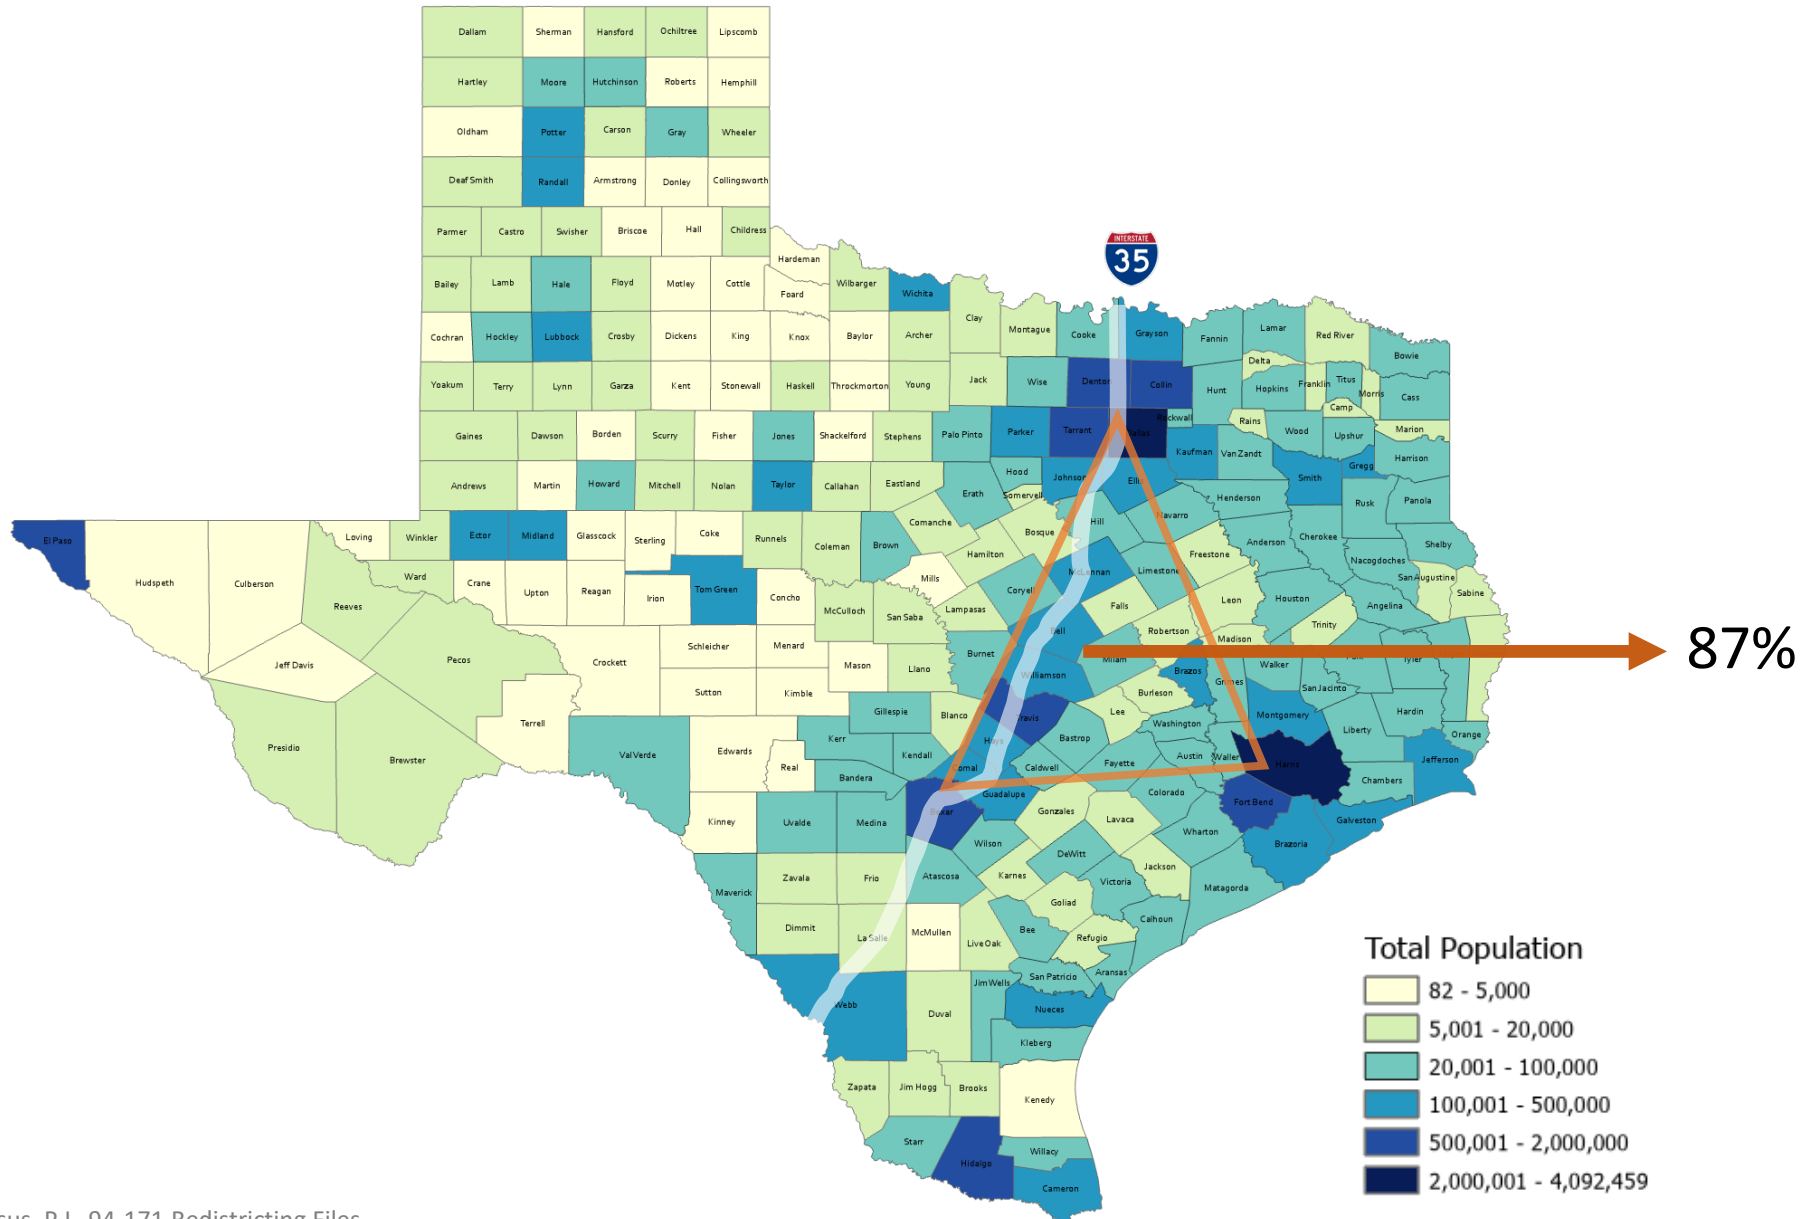 Dallam Sherman Hansford Ochiltree Lipscomb
Hartley Moore Hutchinson Roberts Hemphill
Oldham Potter Carson Gray Wheeler
Deaf Smith Randall Armstrong Donley Collingsworth
Parmer Castro Swisher Briscoe Hall Childress
Hardeman
INTERSTATE
35
Bailey Lamb Hale Floyd Motley Cottle Foard Wilbarger Wichita
Clay Montague Cooke Grayson Fannin Lamar Red River Bowie
Cochran Hockley Lubbock Crosby Dickens King Knox Baylor Archer
Delta
Yoakum Terry Lynn Garza Kent Stonewall Haskell Throckmorton Young Jack Wise Denton Collin Hunt Hopkins Franklin Titus Morris Cass
Camp
Gaines Dawson Borden Scurry Fisher Jones Shackelford Stephens Palo Pinto Parker Tarrant Dallas Rockwall Rains Wood Upshur Marion
Kaufman Van Zandt Smith Gregg Harrison
Andrews Martin Howard Mitchell Nolan Taylor Callahan Eastland Erath Hood Somervell Johnson Ellis Henderson Rusk Panola
El Paso Loving Winkler Ector Midland Glasscock Sterling Coke Runnels Coleman Brown Comanche Bosque Hill Navarro Anderson Cherokee Shelby
Hudspeth Culberson Reeves Ward Crane Upton Reagan Irion Tom Green Concho McCulloch San Saba Mills Hamilton Coryell McLennan Limestone Freestone Nacogdoches San Augustine Sabine
Lampasas Falls Leon Houston Angelina Trinity
Jeff Davis Pecos Crockett Schleicher Menard Mason Llano Burnet Bell Robertson Madison
Milam Walker Polk Tyler
87%
Sutton Kimble Williamson Brazos Grimes San Jacinto
Presidio Brewster Terrell Val Verde Edwards Gillespie Blanco Travis Burleson Lee Washington Montgomery Liberty Hardin Orange
Real Kerr Kendall Hays Bastrop Austin Waller Harris Jefferson
Bandera Comal Caldwell Fayette Chambers
Kinney Uvalde Medina Bexar Guadalupe Gonzales Lavaca Colorado Fort Bend Galveston
Wilson DeWitt Wharton Brazoria
Maverick Zavala Frio Atascosa Karnes Victoria Jackson Matagorda
Dimmit La Salle McMullen Live Oak Bee Goliad Refugio Calhoun
Webb Duval Jim Wells San Patricio Aransas
Nueces
Kleberg
Zapata Jim Hogg Brooks Kenedy
Starr Hidalgo Willacy
Cameron
Total Population
82 - 5,000
5,001 - 20,000
20,001 - 100,000
100,001 - 500,000
500,001 - 2,000,000
2,000,001 - 4,092,459